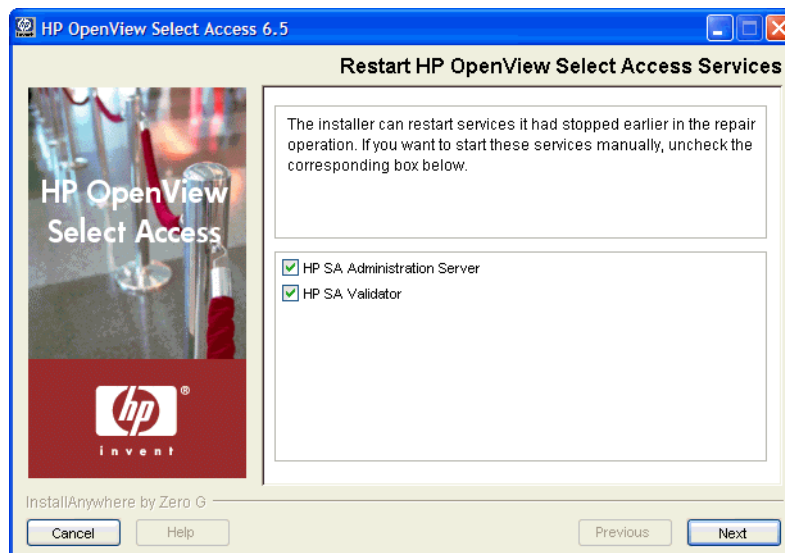 HP OpenView Select Access 6.5
Restart HP OpenView Select Access Services
HP OpenView
Select Access
The installer can restart services it had stopped earlier in the repair
operation. If you want to start these services manually, uncheck the
corresponding box below.
HP SA Administration Server
HP SA Validator
hp
®
invent
InstallAnywhere by Zero G
Cancel
Help
Previous
Next